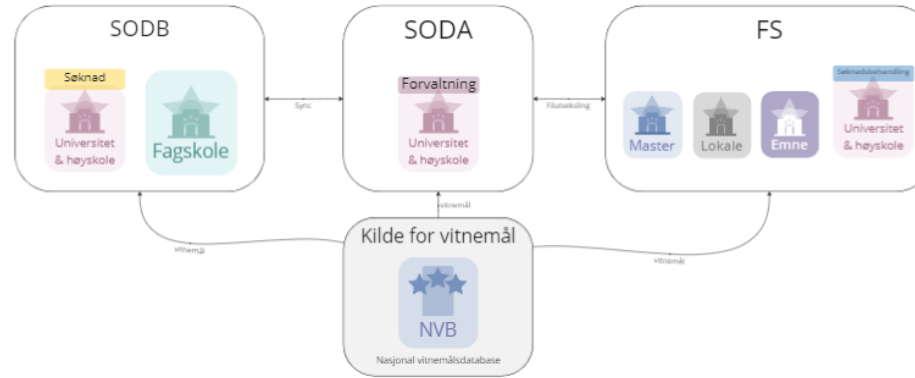 SODB
Søknad
Universitet
& høyskole
Fagskole
Sync
SODA
Forvaltning
Universitet
& høyskole
Filutveksling
FS
Master
Lokale
Emne
Søknadsbehandling
Universitet
& høyskole
vitnemål
vitnemål
vitnemål
Kilde for vitnemål
NVB
Nasjonal vitnemålsdatabase